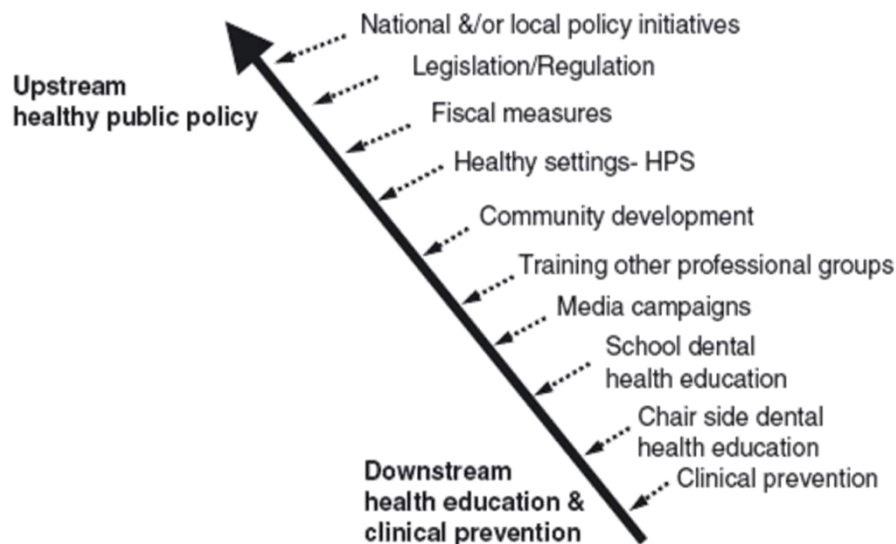 National &/or local policy initiatives
Legislation/Regulation
Upstream
healthy public policy
Fiscal measures
Healthy settings- HPS
Community development
Training other professional groups
Media campaigns
School dental
health education
Chair side dental
health education
Downstream
health education &
clinical prevention
Clinical prevention